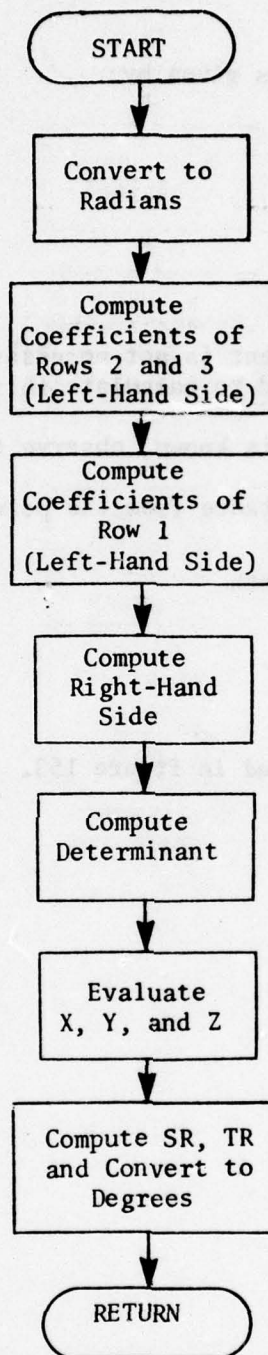 START
Convert to
Radians
Compute
Coefficients of
Rows 2 and 3
(Left-Hand Side)
Compute
Coefficients of
Row 1
(Left-Hand Side)
Compute
Right-Hand
Side
Compute
Determinant
Evaluate
X, Y, and Z
Compute SR, TR
and Convert to
Degrees
RETURN